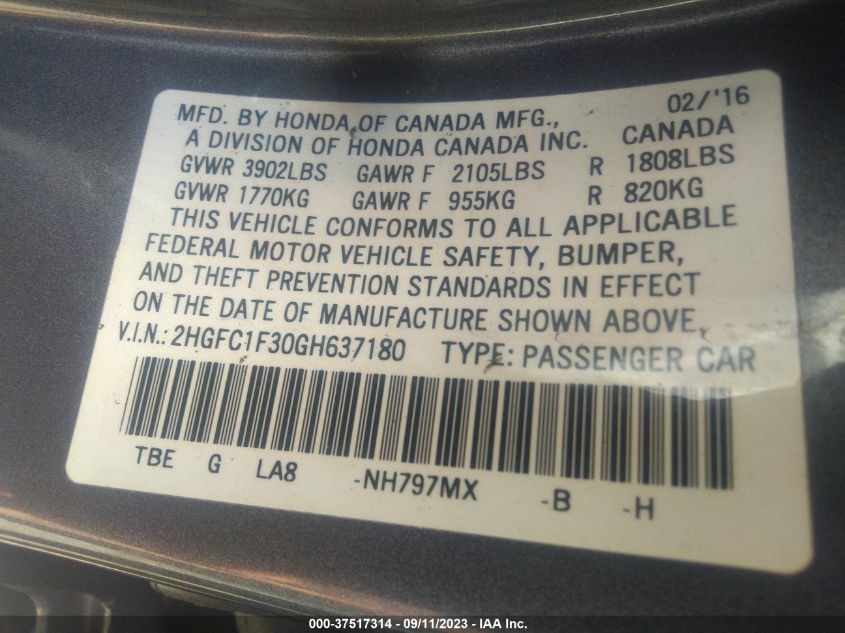 MFD. BY HONDA OF CANADA MFG., 02/'16
A DIVISION OF HONDA CANADA INC. CANADA
GVWR 3902LBS GAWR F 2105LBS R 1808LBS
GVWR 1770KG GAWR F 955KG R 820KG
THIS VEHICLE CONFORMS TO ALL APPLICABLE
FEDERAL MOTOR VEHICLE SAFETY, BUMPER,
AND THEFT PREVENTION STANDARDS IN EFFECT
ON THE DATE OF MANUFACTURE SHOWN ABOVE.
V.I.N.: 2HGFC1F30GH637180 TYPE: PASSENGER CAR
TBE G LA8 -NH797MX -B -H
000-37517314 - 09/11/2023 - IAA Inc.